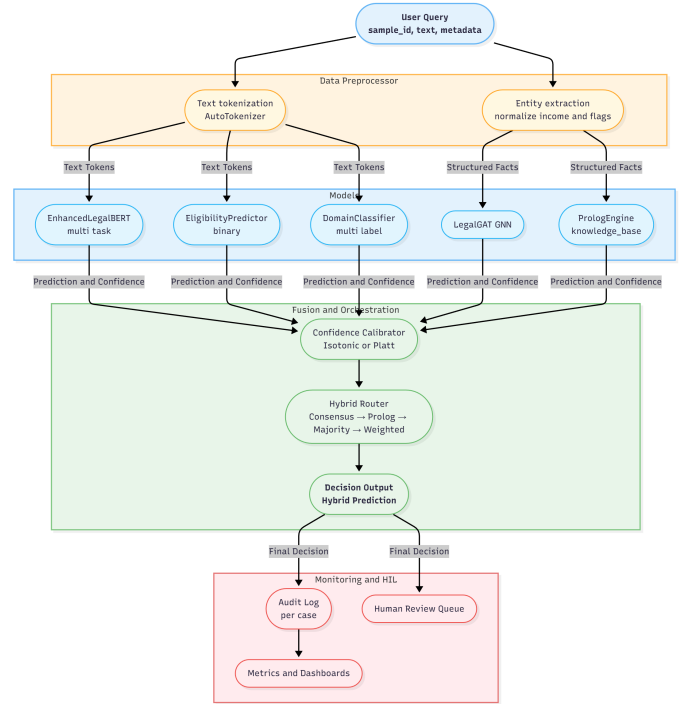 User Query
sample_id, text, metadata
Data Preprocessor
Text tokenization
AutoTokenizer
Entity extraction
normalize income and flags
Text Tokens
Text Tokens
Text Tokens
Structured Facts
Structured Facts
Models
EnhancedLegalBERT
multi task
EligibilityPredictor
binary
DomainClassifier
multi label
LegalGAT GNN
PrologEngine
knowledge_base
Prediction and Confidence
Prediction and Confidence
Prediction and Confidence
Prediction and Confidence
Prediction and Confidence
Fusion and Orchestration
Confidence Calibrator
Isotonic or Platt
Hybrid Router
Consensus → Prolog →
Majority → Weighted
Decision Output
Hybrid Prediction
Final Decision
Final Decision
Monitoring and HIL
Audit Log
per case
Human Review Queue
Metrics and Dashboards